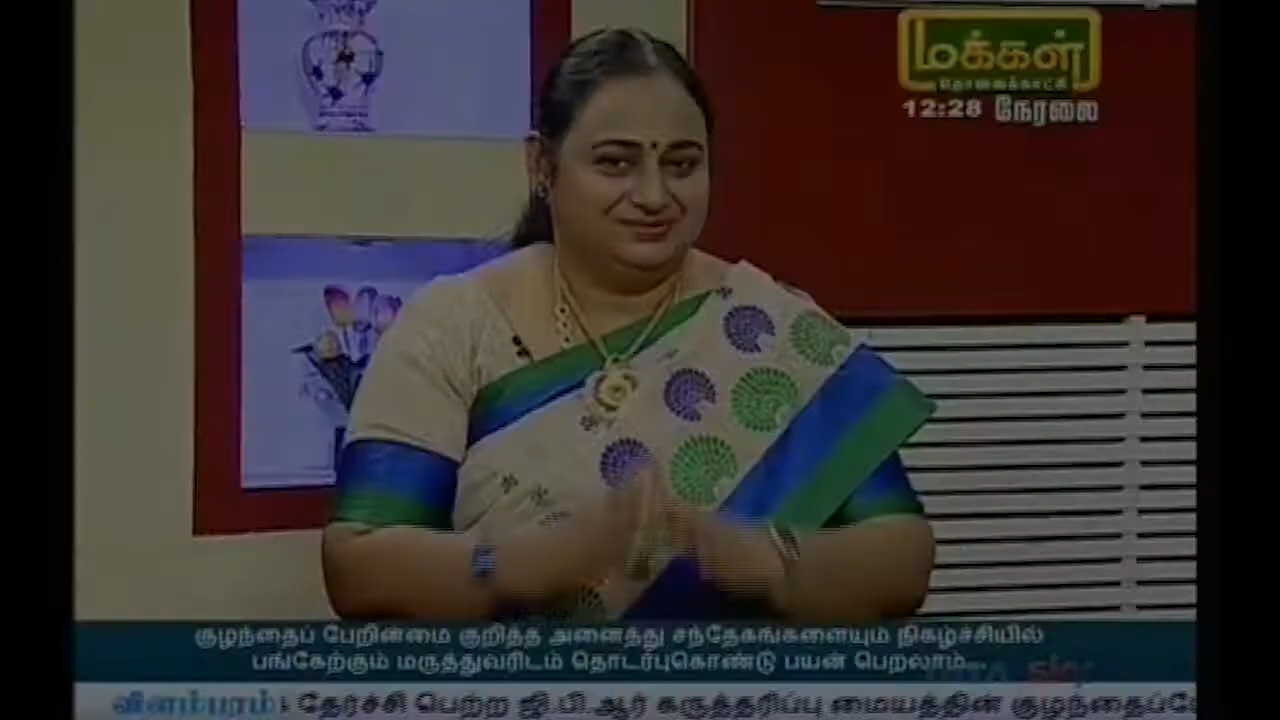 மக்கள்
தொலைக்காட்சி
12:28 நேரலை
குழந்தைப் பேறின்மை குறித்த அனைத்து சந்தேகங்களையும் நிகழ்ச்சியில்
பங்கேற்கும் மருத்துவரிடம் தொடர்புகொண்டு பயன் பெறலாம்...
விளம்பரம் தேர்ச்சி பெற்ற ஜி.பி.ஆர் கருத்தரிப்பு மையத்தின்